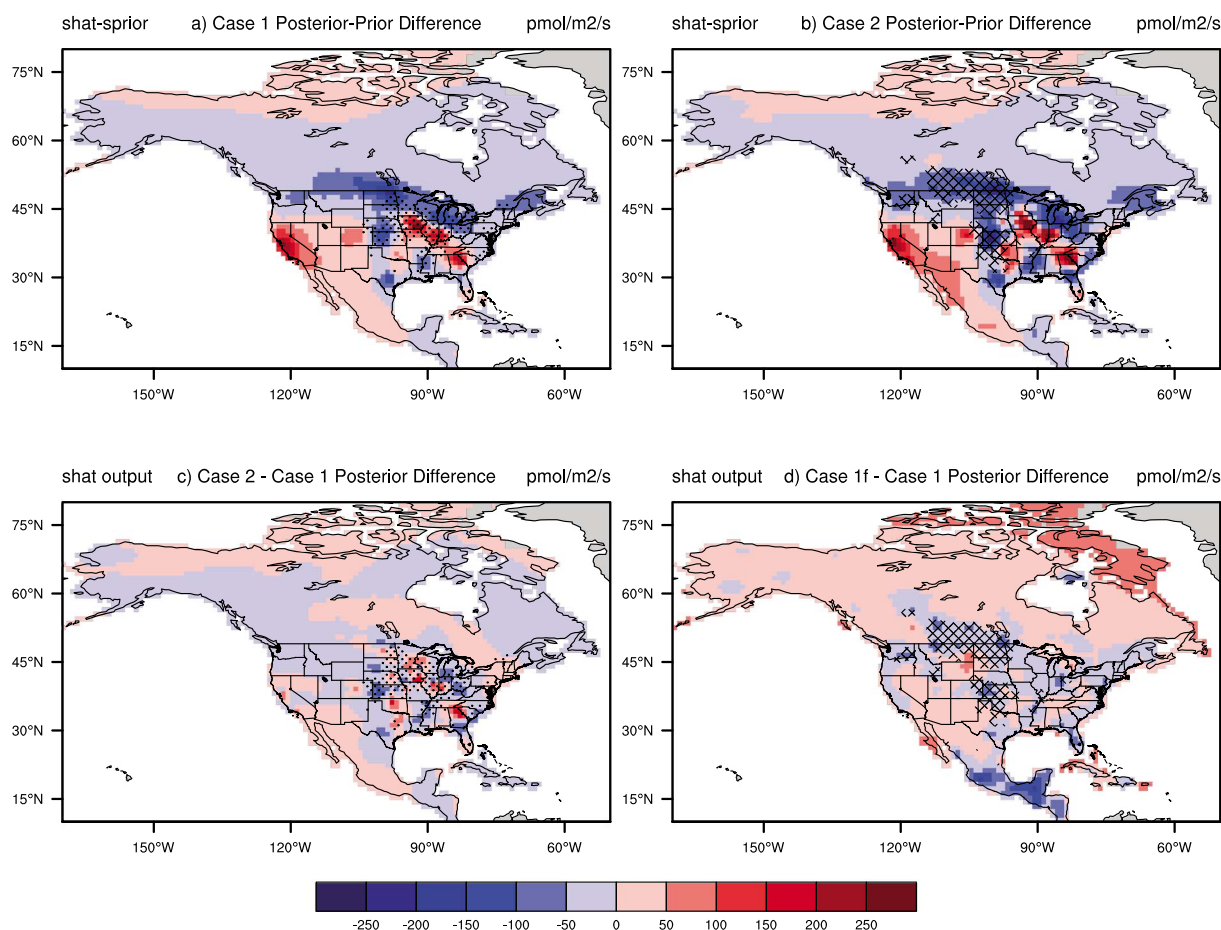 shat-sprior a) Case 1 Posterior-Prior Difference pmol/m2/s
75°N
60°N
45°N
30°N
15°N
150°W 120°W 90°W 60°W
shat-sprior b) Case 2 Posterior-Prior Difference pmol/m2/s
75°N
60°N
45°N
30°N
15°N
150°W 120°W 90°W 60°W
shat output c) Case 2 - Case 1 Posterior Difference pmol/m2/s
75°N
60°N
45°N
30°N
15°N
150°W 120°W 90°W 60°W
shat output d) Case 1f - Case 1 Posterior Difference pmol/m2/s
75°N
60°N
45°N
30°N
15°N
150°W 120°W 90°W 60°W
-250 -200 -150 -100 -50 0 50 100 150 200 250